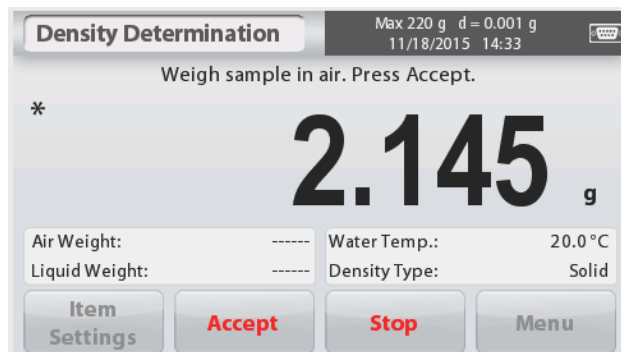 Density Determination
Max 220 g d = 0.001 g
11/18/2015 14:33
Weigh sample in air. Press Accept.
*
2.145 g
Air Weight: ------
Water Temp.: 20.0 °C
Liquid Weight: ------
Density Type: Solid
Item
Settings
Accept
Stop
Menu